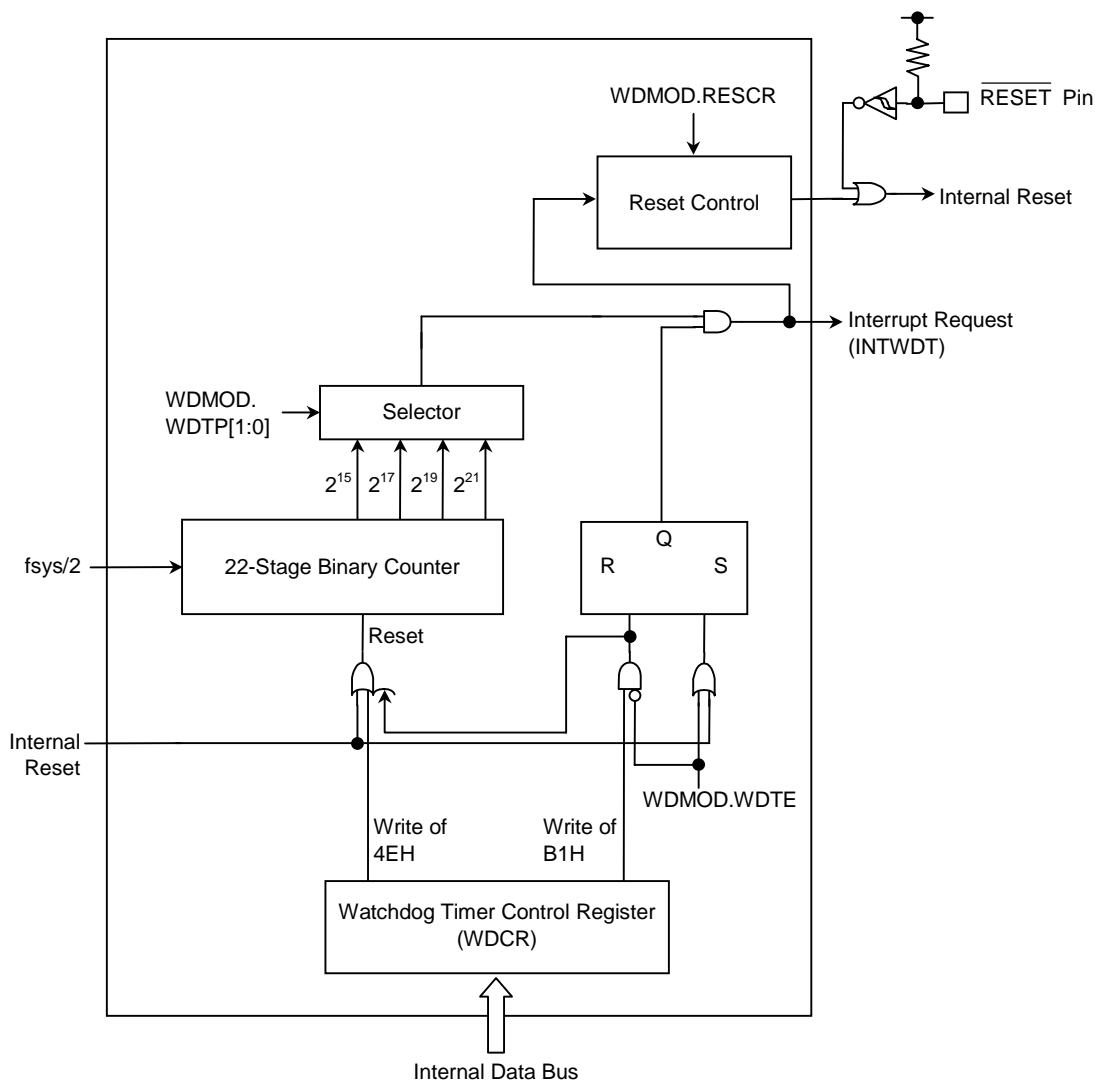 WDMOD.RESCR
RESET Pin
Reset Control
Internal Reset
Interrupt Request
(INTWDT)
WDMOD.
WDTP[1:0]
Selector
2^15 2^17 2^19 2^21
Q
R S
fsys/2
22-Stage Binary Counter
Reset
Internal
Reset
WDMOD.WDTE
Write of
4EH
Write of
B1H
Watchdog Timer Control Register
(WDCR)
Internal Data Bus